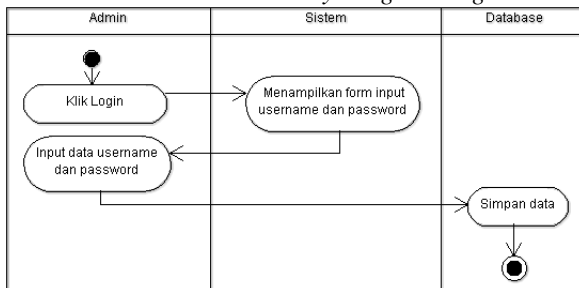 Admin
Sistem
Database
Klik Login
Menampilkan form input
username dan password
Input data username
dan password
Simpan data